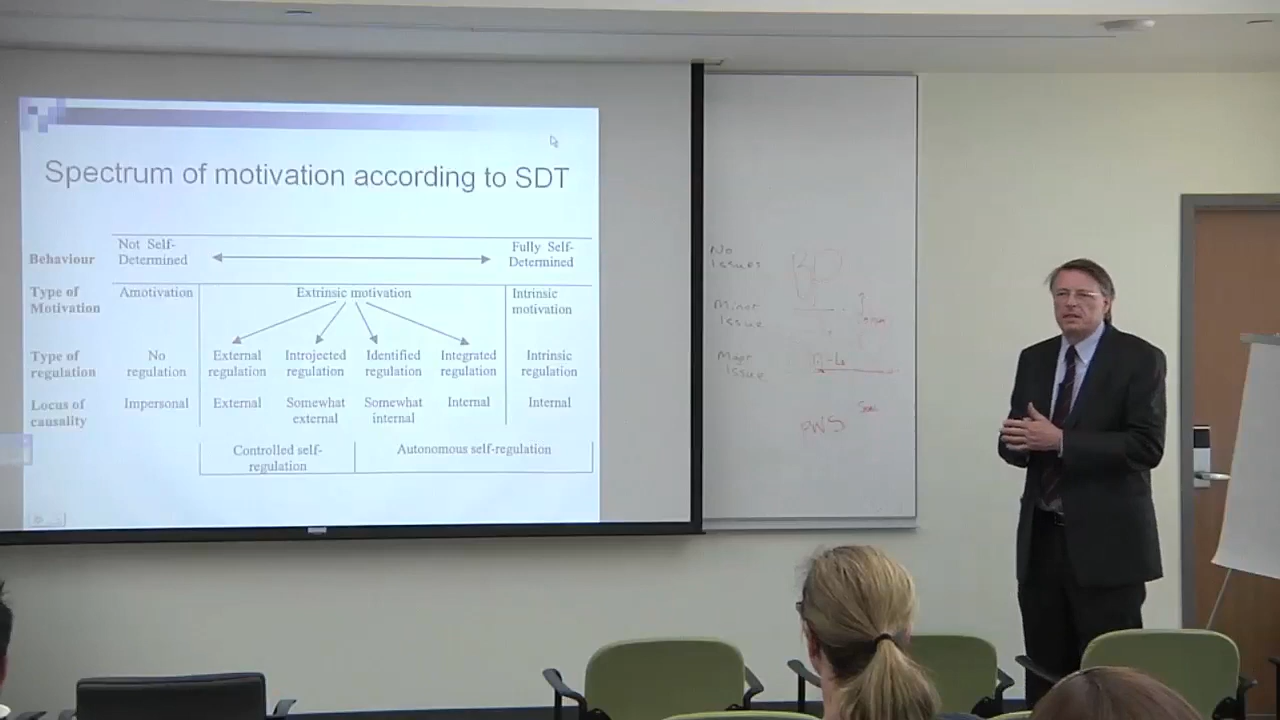 Spectrum of motivation according to SDT
Behaviour
Not Self-
Determined
Fully Self-
Determined
Type of
Motivation
Amotivation
Extrinsic motivation
Intrinsic
motivation
Type of
regulation
No
regulation
External
regulation
Introjected
regulation
Identified
regulation
Integrated
regulation
Intrinsic
regulation
Locus of
causality
Impersonal
External
Somewhat
external
Somewhat
internal
Internal
Internal
Controlled self-
regulation
Autonomous self-regulation
No
Issues
Minor
Issue
Major
Issue
PWS